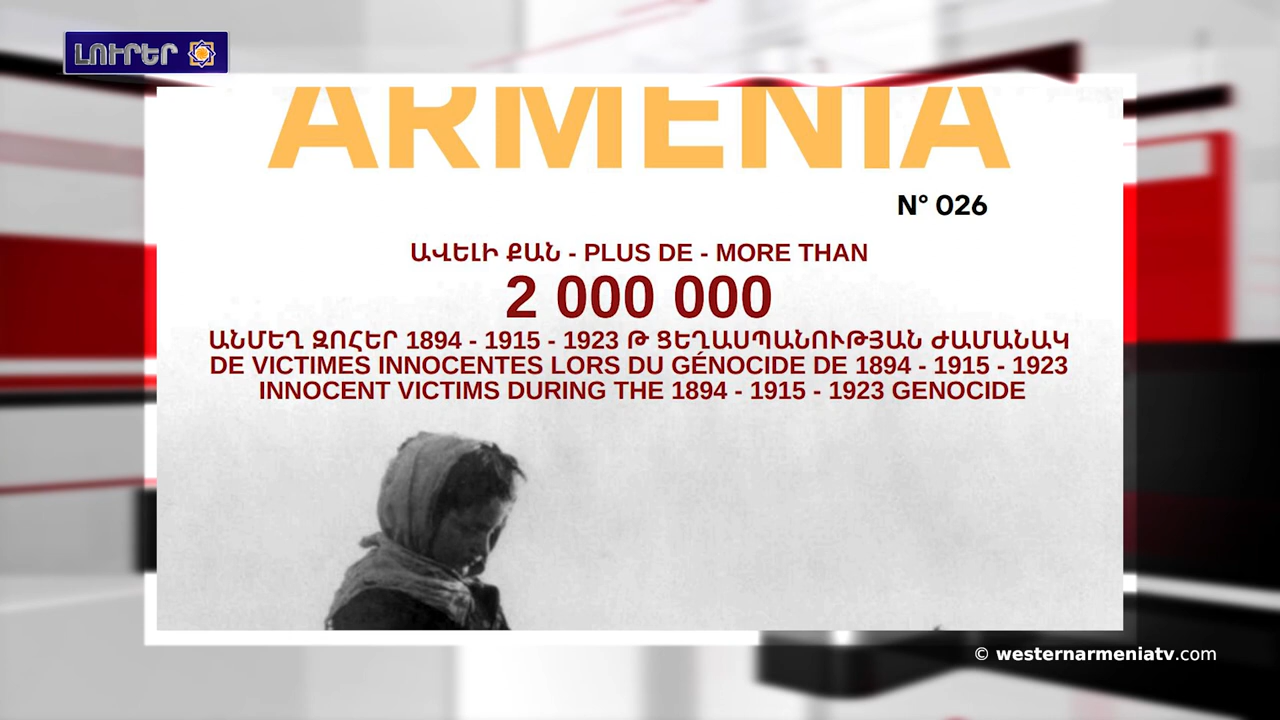 ԼՈՒՐԵՐ
ARMENIA
N° 026
ԱՎԵԼԻ ՔԱՆ - PLUS DE - MORE THAN
2 000 000
ԱՆՄԵՂ ԶՈՀԵՐ 1894 - 1915 - 1923 Թ ՑԵՂԱՍՊԱՆՈՒԹՅԱՆ ԺԱՄԱՆԱԿ
DE VICTIMES INNOCENTES LORS DU GÉNOCIDE DE 1894 - 1915 - 1923
INNOCENT VICTIMS DURING THE 1894 - 1915 - 1923 GENOCIDE
© westernarmeniatv.com